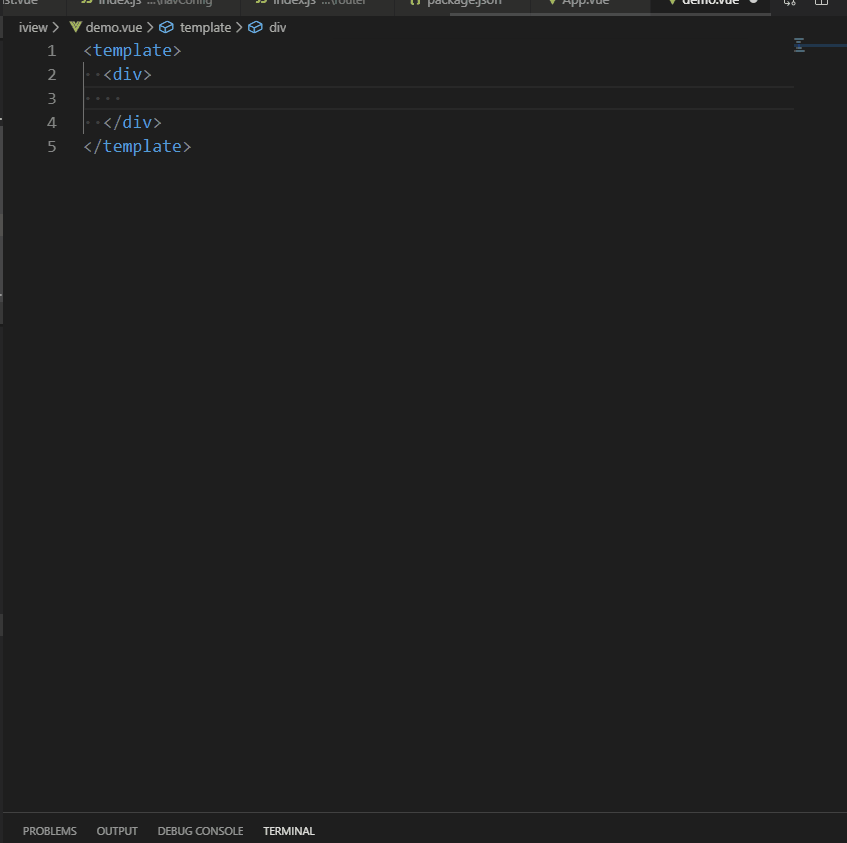 ist.vue   index.js ...\navConfig   index.js ...\router   package.json   App.vue   demo.vue
iview > demo.vue > template > div
1 <template>
2 <div>
3
4 </div>
5 </template>
PROBLEMS OUTPUT DEBUG CONSOLE TERMINAL